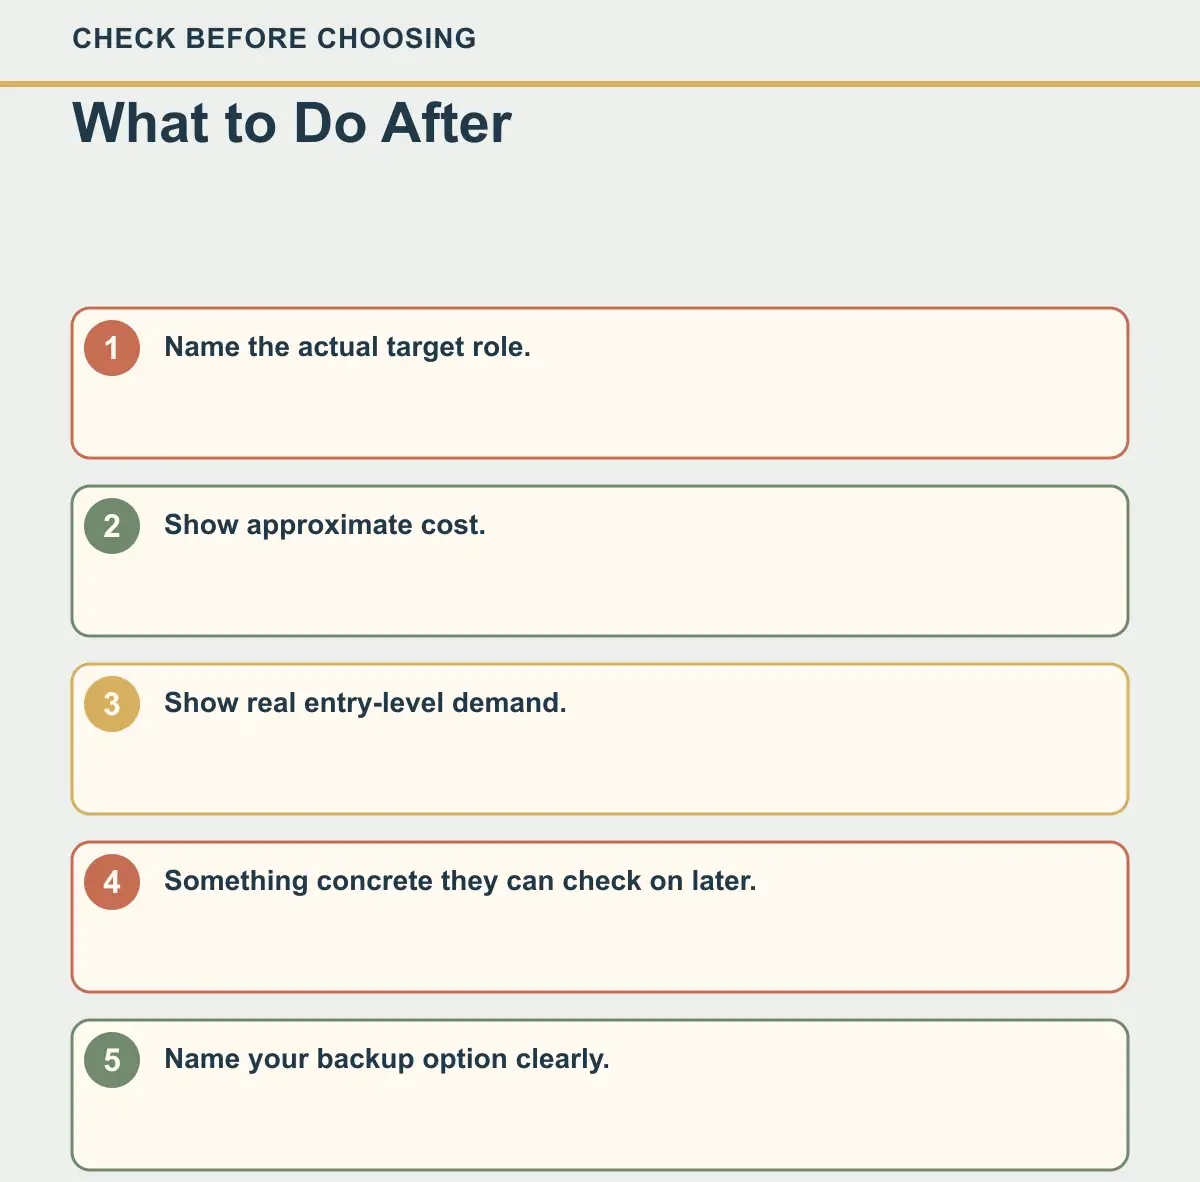 CHECK BEFORE CHOOSING
What to Do After
1 Name the actual target role.
2 Show approximate cost.
3 Show real entry-level demand.
4 Something concrete they can check on later.
5 Name your backup option clearly.